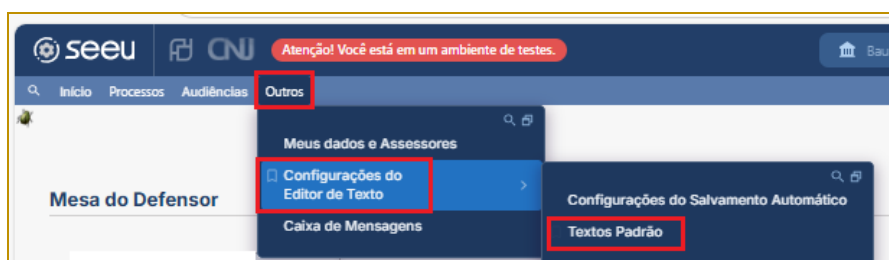 seeu CNJ Atenção! Você está em um ambiente de testes. Bau
Início Processos Audiências Outros
Meus dados e Assessores
Configurações do
Editor de Texto
Caixa de Mensagens
Configurações do Salvamento Automático
Textos Padrão
Mesa do Defensor